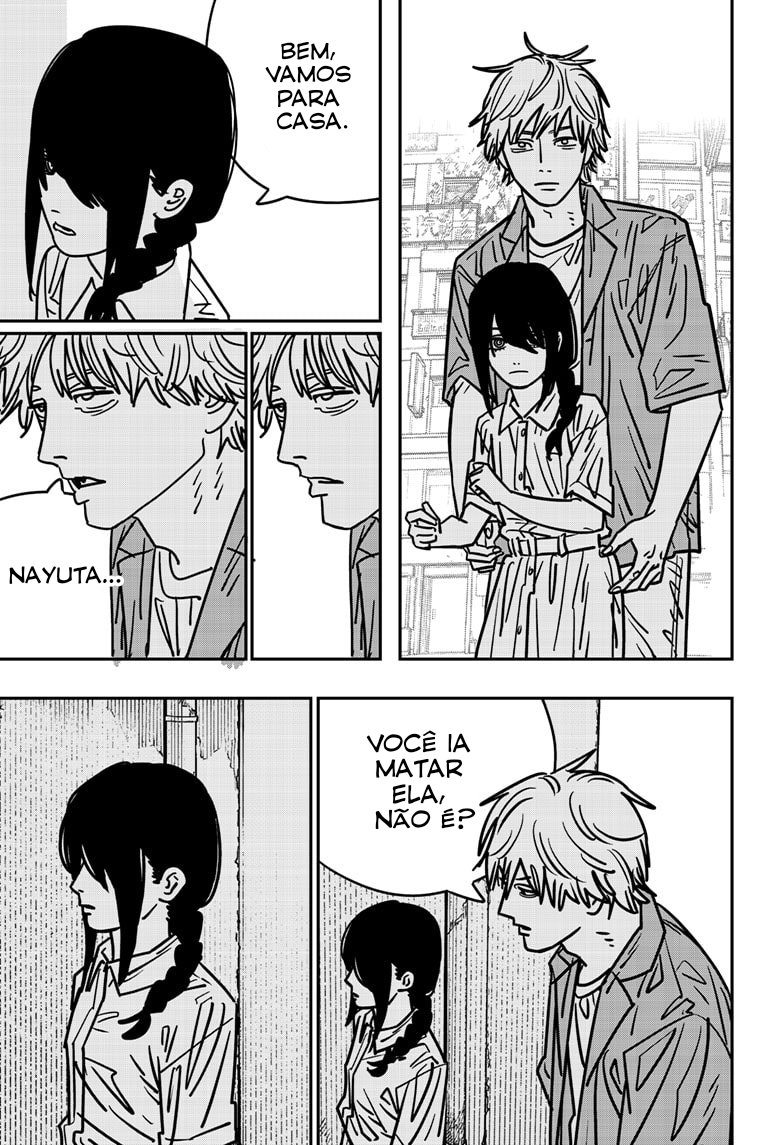 BEM,
VAMOS
PARA
CASA.
NAYUTA...
VOCÊ IA
MATAR
ELA,
NÃO É?